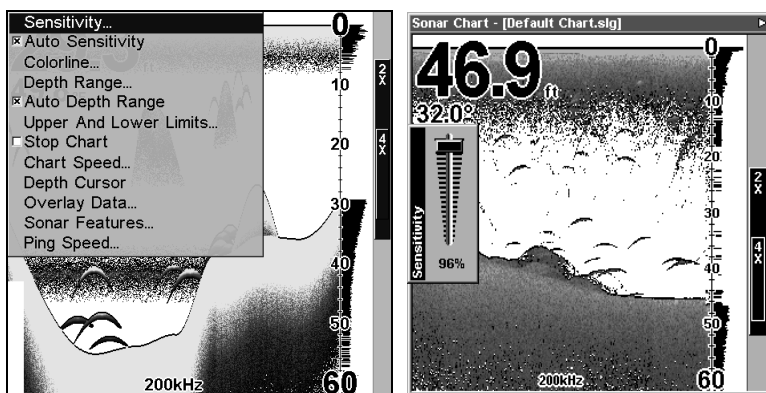 Sensitivity...
Auto Sensitivity
Colorline...
Depth Range...
Auto Depth Range
Upper And Lower Limits...
Stop Chart
Chart Speed...
Depth Cursor
Overlay Data...
Sonar Features...
Ping Speed...
0
10
20
30
40
50
60
2X
4X
200kHz
Sonar Chart - [Default Chart.slg]
46.9 ft
32.0°
Sensitivity
96%
0
10
20
30
40
50
60
2X
4X
200kHz